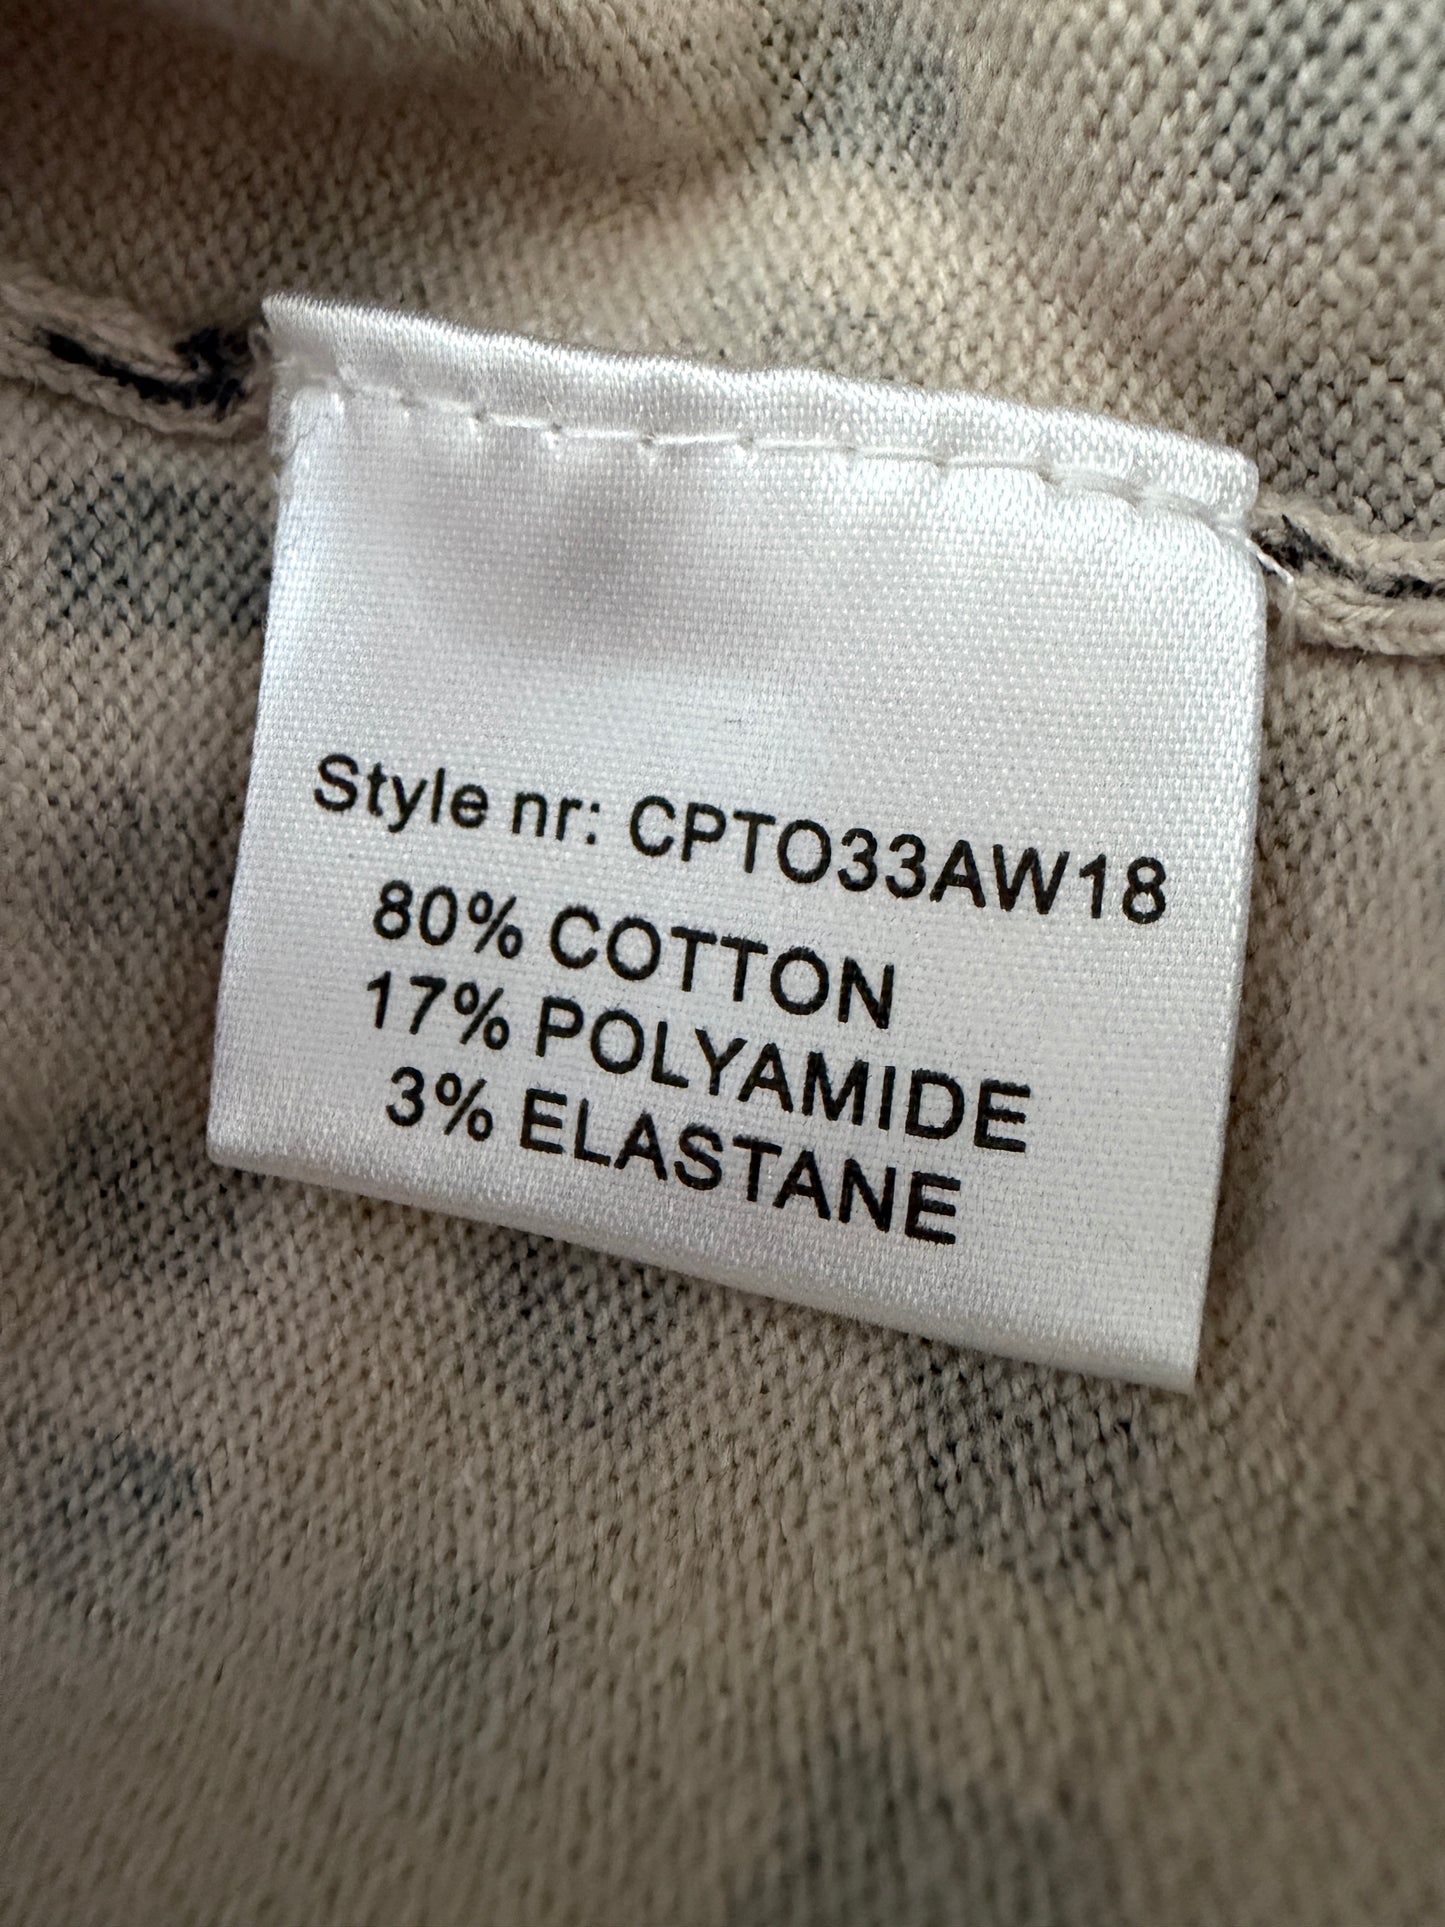 Style nr: CPTO33AW18
80% COTTON
17% POLYAMIDE
3% ELASTANE